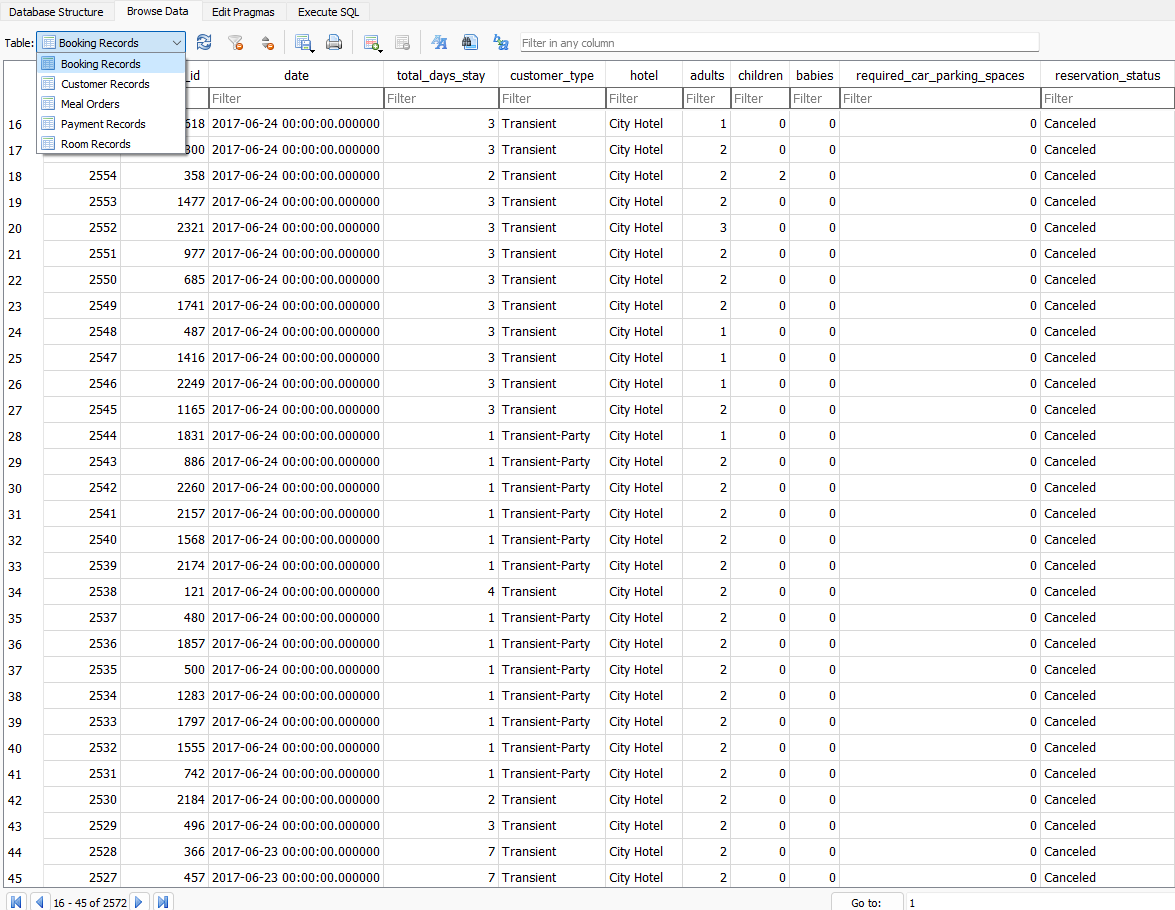 Database Structure Browse Data Edit Pragmas Execute SQL
Table: Booking Records Filter in any column
Booking Records
Customer Records
Meal Orders
Payment Records
Room Records
_id date total_days_stay customer_type hotel adults children babies required_car_parking_spaces reservation_status
Filter Filter Filter Filter Filter Filter Filter Filter Filter
16 618 2017-06-24 00:00:00.000000 3 Transient City Hotel 1 0 0 0 Canceled
17 300 2017-06-24 00:00:00.000000 3 Transient City Hotel 2 0 0 0 Canceled
18 2554 358 2017-06-24 00:00:00.000000 2 Transient City Hotel 2 2 0 0 Canceled
19 2553 1477 2017-06-24 00:00:00.000000 3 Transient City Hotel 2 0 0 0 Canceled
20 2552 2321 2017-06-24 00:00:00.000000 3 Transient City Hotel 3 0 0 0 Canceled
21 2551 977 2017-06-24 00:00:00.000000 3 Transient City Hotel 2 0 0 0 Canceled
22 2550 685 2017-06-24 00:00:00.000000 3 Transient City Hotel 2 0 0 0 Canceled
23 2549 1741 2017-06-24 00:00:00.000000 3 Transient City Hotel 2 0 0 0 Canceled
24 2548 487 2017-06-24 00:00:00.000000 3 Transient City Hotel 1 0 0 0 Canceled
25 2547 1416 2017-06-24 00:00:00.000000 3 Transient City Hotel 1 0 0 0 Canceled
26 2546 2249 2017-06-24 00:00:00.000000 3 Transient City Hotel 1 0 0 0 Canceled
27 2545 1165 2017-06-24 00:00:00.000000 3 Transient City Hotel 2 0 0 0 Canceled
28 2544 1831 2017-06-24 00:00:00.000000 1 Transient-Party City Hotel 1 0 0 0 Canceled
29 2543 886 2017-06-24 00:00:00.000000 1 Transient-Party City Hotel 2 0 0 0 Canceled
30 2542 2260 2017-06-24 00:00:00.000000 1 Transient-Party City Hotel 2 0 0 0 Canceled
31 2541 2157 2017-06-24 00:00:00.000000 1 Transient-Party City Hotel 2 0 0 0 Canceled
32 2540 1568 2017-06-24 00:00:00.000000 1 Transient-Party City Hotel 2 0 0 0 Canceled
33 2539 2174 2017-06-24 00:00:00.000000 1 Transient-Party City Hotel 2 0 0 0 Canceled
34 2538 121 2017-06-24 00:00:00.000000 4 Transient City Hotel 2 0 0 0 Canceled
35 2537 480 2017-06-24 00:00:00.000000 1 Transient-Party City Hotel 2 0 0 0 Canceled
36 2536 1857 2017-06-24 00:00:00.000000 1 Transient-Party City Hotel 2 0 0 0 Canceled
37 2535 500 2017-06-24 00:00:00.000000 1 Transient-Party City Hotel 2 0 0 0 Canceled
38 2534 1283 2017-06-24 00:00:00.000000 1 Transient-Party City Hotel 2 0 0 0 Canceled
39 2533 1797 2017-06-24 00:00:00.000000 1 Transient-Party City Hotel 2 0 0 0 Canceled
40 2532 1555 2017-06-24 00:00:00.000000 1 Transient-Party City Hotel 2 0 0 0 Canceled
41 2531 742 2017-06-24 00:00:00.000000 1 Transient-Party City Hotel 2 0 0 0 Canceled
42 2530 2184 2017-06-24 00:00:00.000000 2 Transient City Hotel 2 0 0 0 Canceled
43 2529 496 2017-06-24 00:00:00.000000 3 Transient City Hotel 2 0 0 0 Canceled
44 2528 366 2017-06-23 00:00:00.000000 7 Transient City Hotel 2 0 0 0 Canceled
45 2527 457 2017-06-23 00:00:00.000000 7 Transient City Hotel 2 0 0 0 Canceled
16 - 45 of 2572 Go to: 1